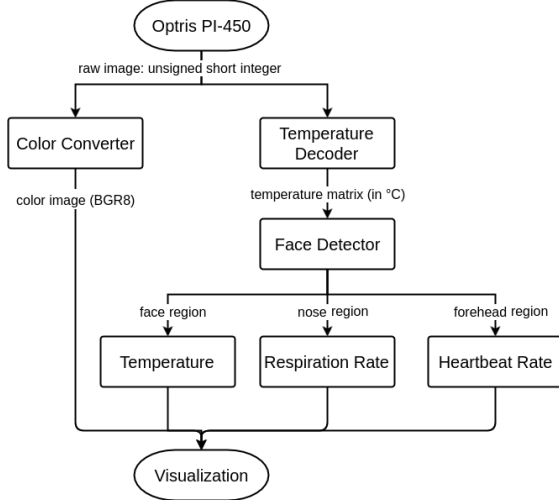 Optris PI-450
raw image: unsigned short integer
Color Converter
Temperature
Decoder
color image (BGR8)
temperature matrix (in °C)
Face Detector
face region
nose region
forehead region
Temperature
Respiration Rate
Heartbeat Rate
Visualization